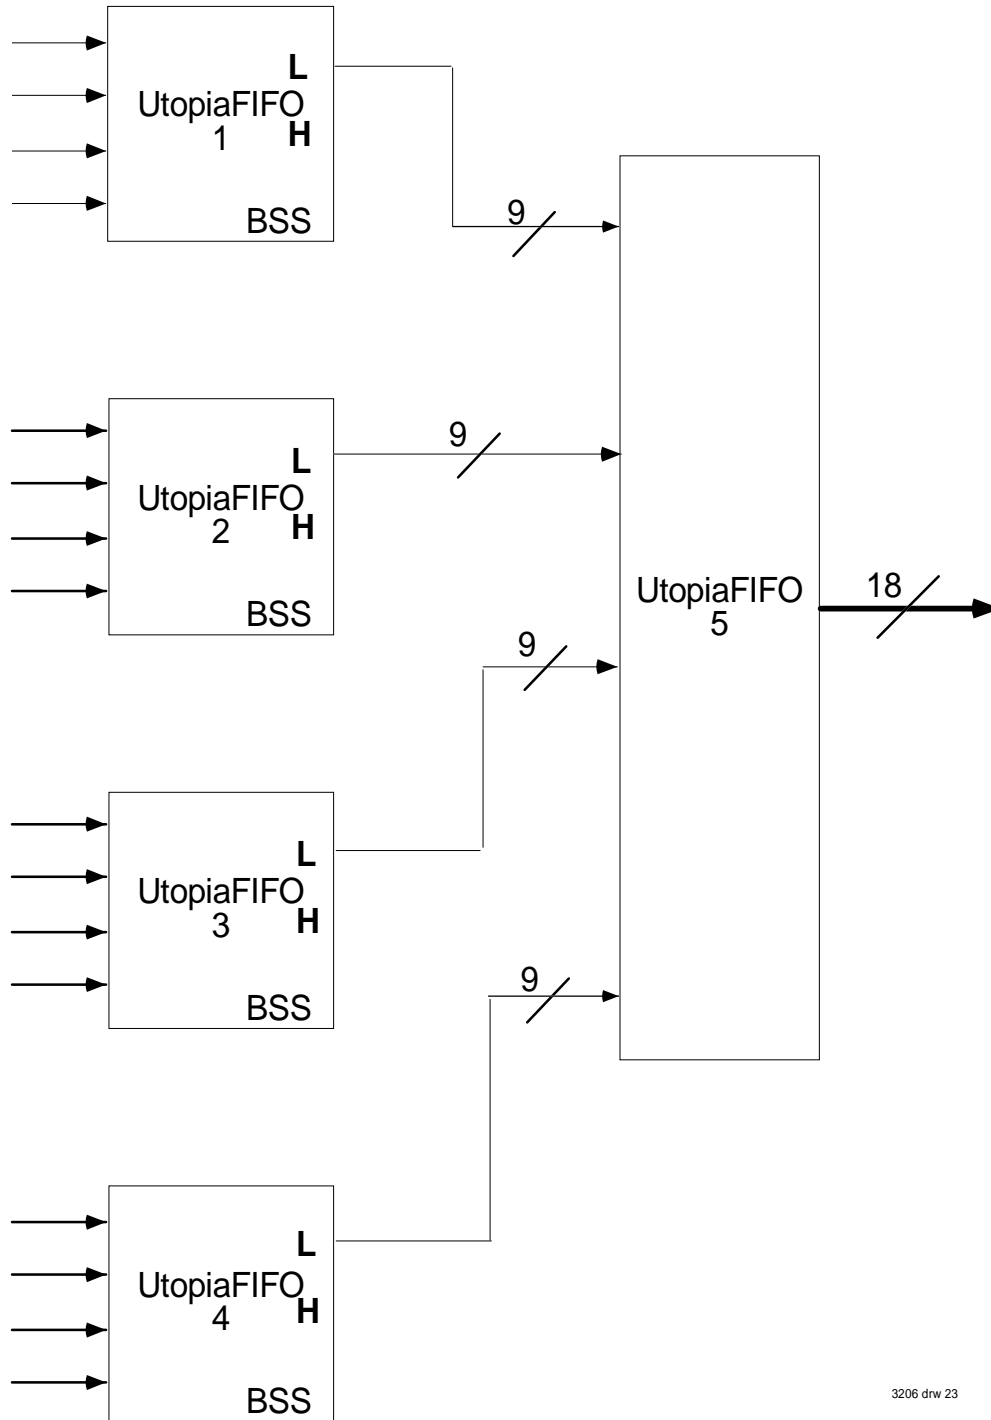 L
UtopiaFIFO
1
H
BSS
9
L
UtopiaFIFO
2
H
BSS
9
UtopiaFIFO
5
18
L
UtopiaFIFO
3
H
BSS
9
L
UtopiaFIFO
4
H
BSS
9
3206 drw 23